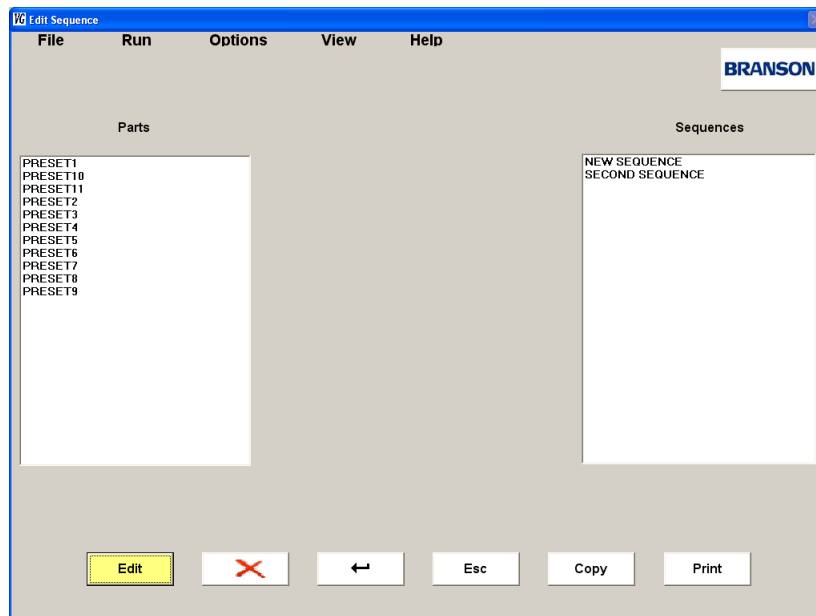 VG Edit Sequence
File Run Options View Help
BRANSON
Parts
Sequences
PRESET1
PRESET10
PRESET11
PRESET2
PRESET3
PRESET4
PRESET5
PRESET6
PRESET7
PRESET8
PRESET9
NEW SEQUENCE
SECOND SEQUENCE
Edit
Esc
Copy
Print